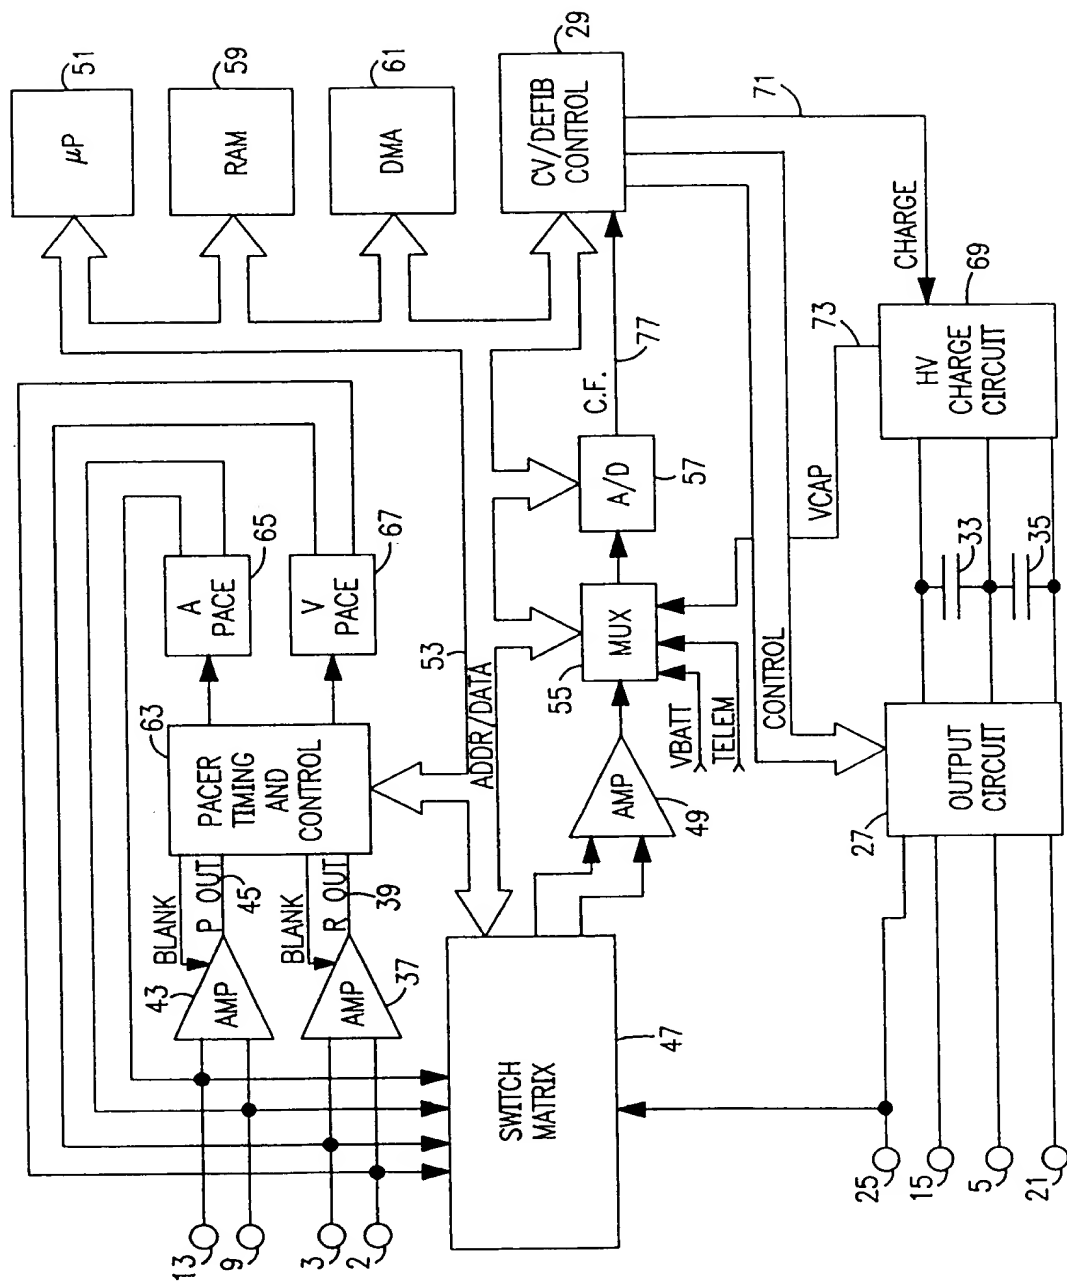 51
μP
59
RAM
61
DMA
29
CV/DEFIB
CONTROL
71
CHARGE
69
HV
CHARGE
CIRCUIT
73
VCAP
77
C.F.
57
A/D
33
35
65
A
PACE
67
V
PACE
53
ADDR/DATA
55
MUX
VBATT
TELEM
CONTROL
63
PACER
TIMING
AND
CONTROL
AMP
49
27
OUTPUT
CIRCUIT
BLANK
P OUT
45
BLANK
R OUT
39
43
AMP
37
AMP
47
SWITCH
MATRIX
13
9
3
2
25
15
5
21